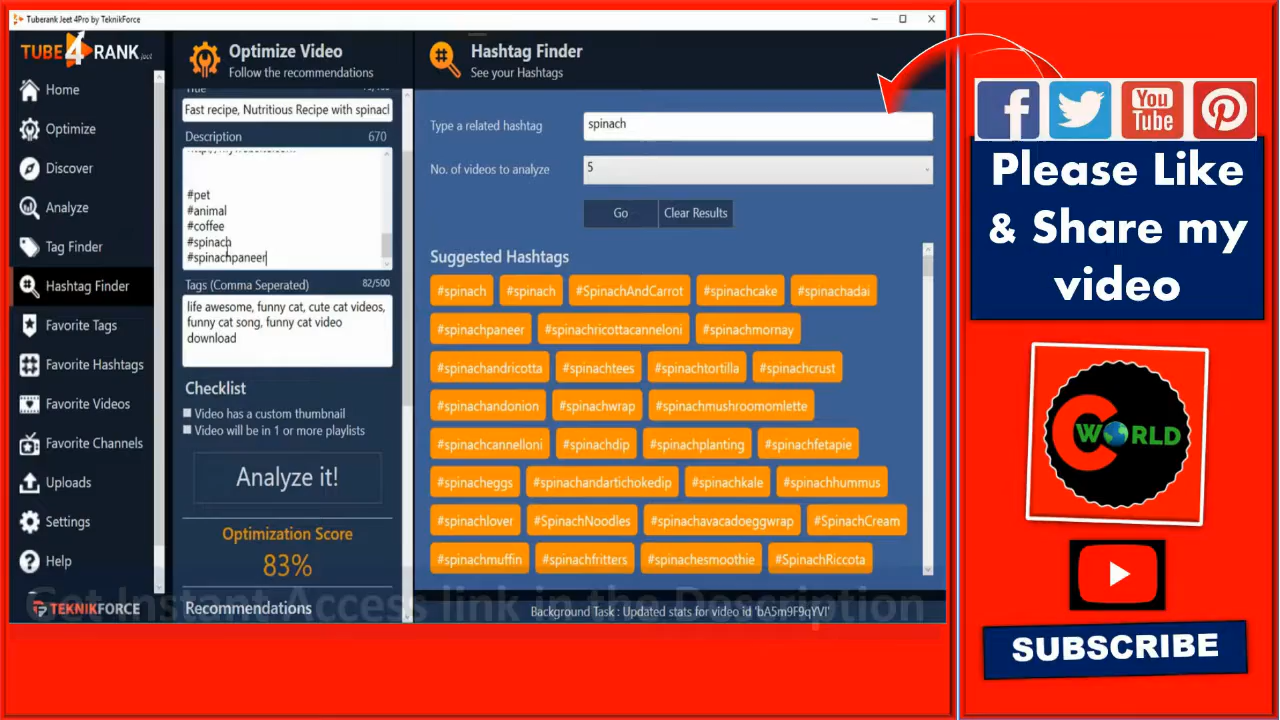 Tuberank Jeet 4Pro by TeknikForce
TUBE 4 RANK Jeet
Home
Optimize
Discover
Analyze
Tag Finder
Hashtag Finder
Favorite Tags
Favorite Hashtags
Favorite Videos
Favorite Channels
Uploads
Settings
Help
TEKNIKFORCE
Optimize Video
Follow the recommendations
Fast recipe, Nutritious Recipe with spinacl
Description 670
#pet
#animal
#coffee
#spinach
#spinachpaneer
Tags (Comma Seperated) 82/500
life awesome, funny cat, cute cat videos,
funny cat song, funny cat video
download
Checklist
Video has a custom thumbnail
Video will be in 1 or more playlists
Analyze it!
Optimization Score
83%
Recommendations
Hashtag Finder
See your Hashtags
Type a related hashtag spinach
No. of videos to analyze 5
Go Clear Results
Suggested Hashtags
#spinach #spinach #SpinachAndCarrot #spinachcake #spinachadai
#spinachpaneer #spinachricottacanneloni #spinachmornay
#spinachandricotta #spinachtees #spinachtortilla #spinachcrust
#spinachandonion #spinachwrap #spinachmushroomomlette
#spinachcannelloni #spinachdip #spinachplanting #spinachfetapie
#spinacheggs #spinachandartichokedip #spinachkale #spinachhummus
#spinachlover #SpinachNoodles #spinachavacadoeggwrap #SpinachCream
#spinachmuffin #spinachfritters #spinachesmoothie #SpinachRiccota
Background Task : Updated stats for video id 'bA5m9F9qYVI'
Get Instant Access link in the Description
f You Tube
Please Like
& Share my
video
C WORLD
SUBSCRIBE